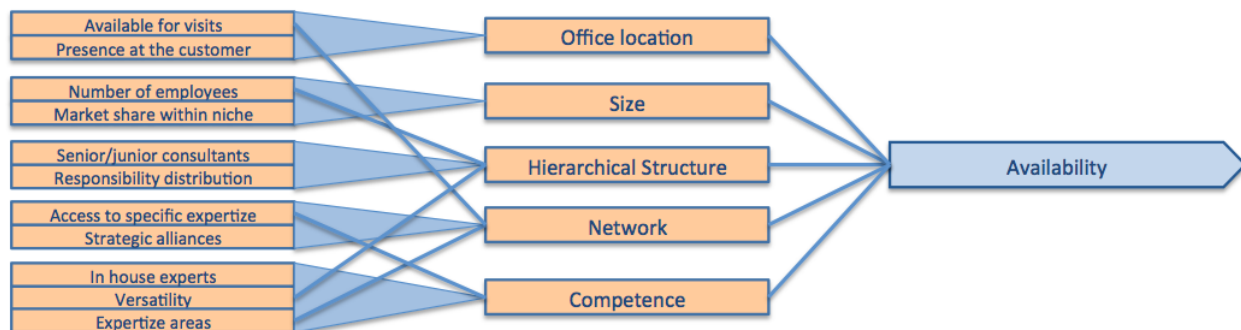 Available for visits
Presence at the customer
Number of employees
Market share within niche
Senior/junior consultants
Responsibility distribution
Access to specific expertize
Strategic alliances
In house experts
Versatility
Expertize areas
Office location
Size
Hierarchical Structure
Network
Competence
Availability